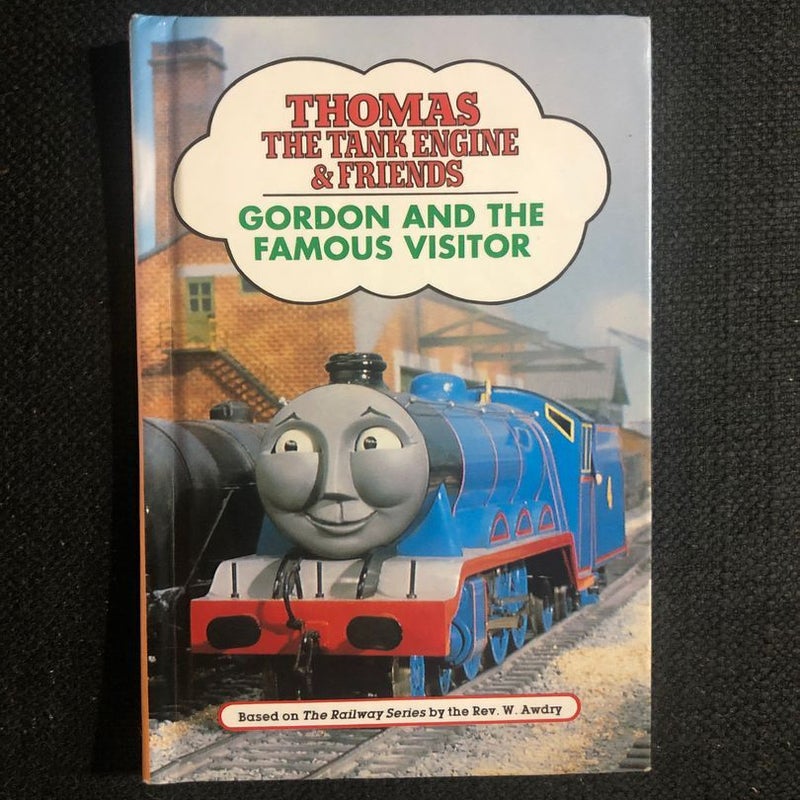 THOMAS
THE TANK ENGINE
& FRIENDS
GORDON AND THE
FAMOUS VISITOR
Based on The Railway Series by the Rev. W. Awdry